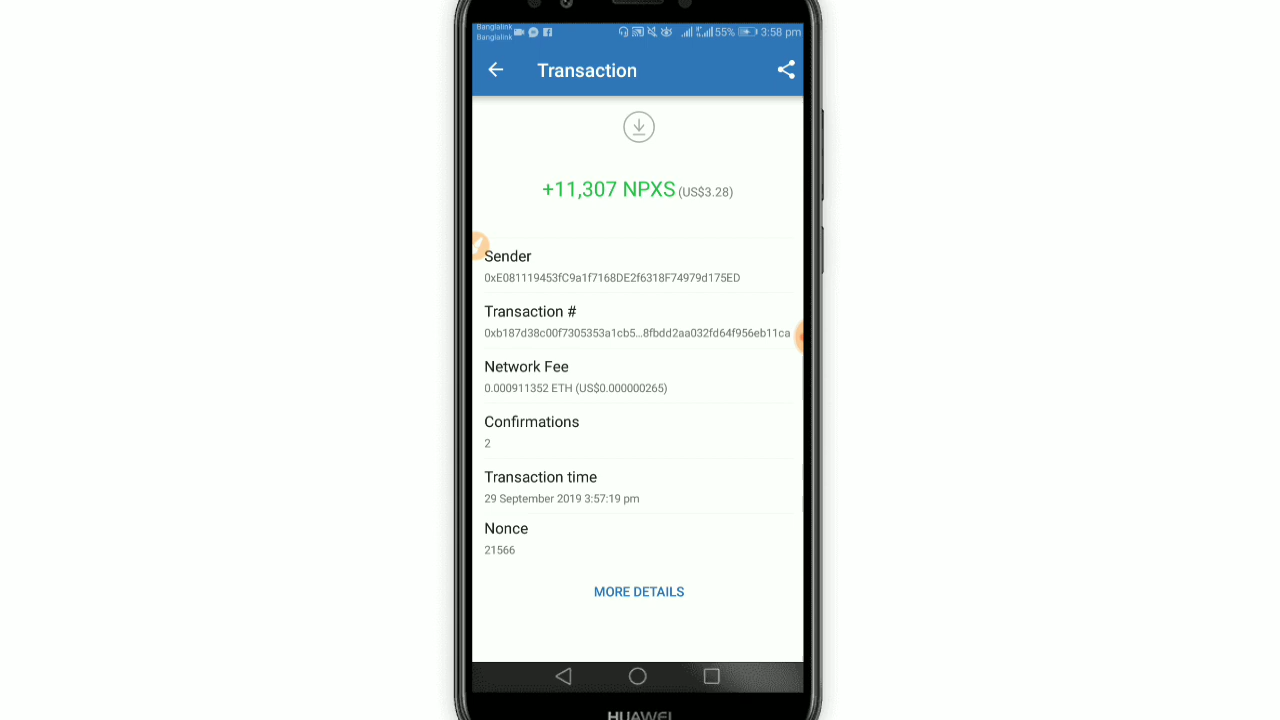 Banglalink
Banglalink
55%
3:58 pm
Transaction
+11,307 NPXS (US$3.28)
Sender
0xE081119453fC9a1f7168DE2f6318F74979d175ED
Transaction #
0xb187d38c00f7305353a1cb5...8fbdd2aa032fd64f956eb11ca
Network Fee
0.000911352 ETH (US$0.000000265)
Confirmations
2
Transaction time
29 September 2019 3:57:19 pm
Nonce
21566
MORE DETAILS
HUAWEI